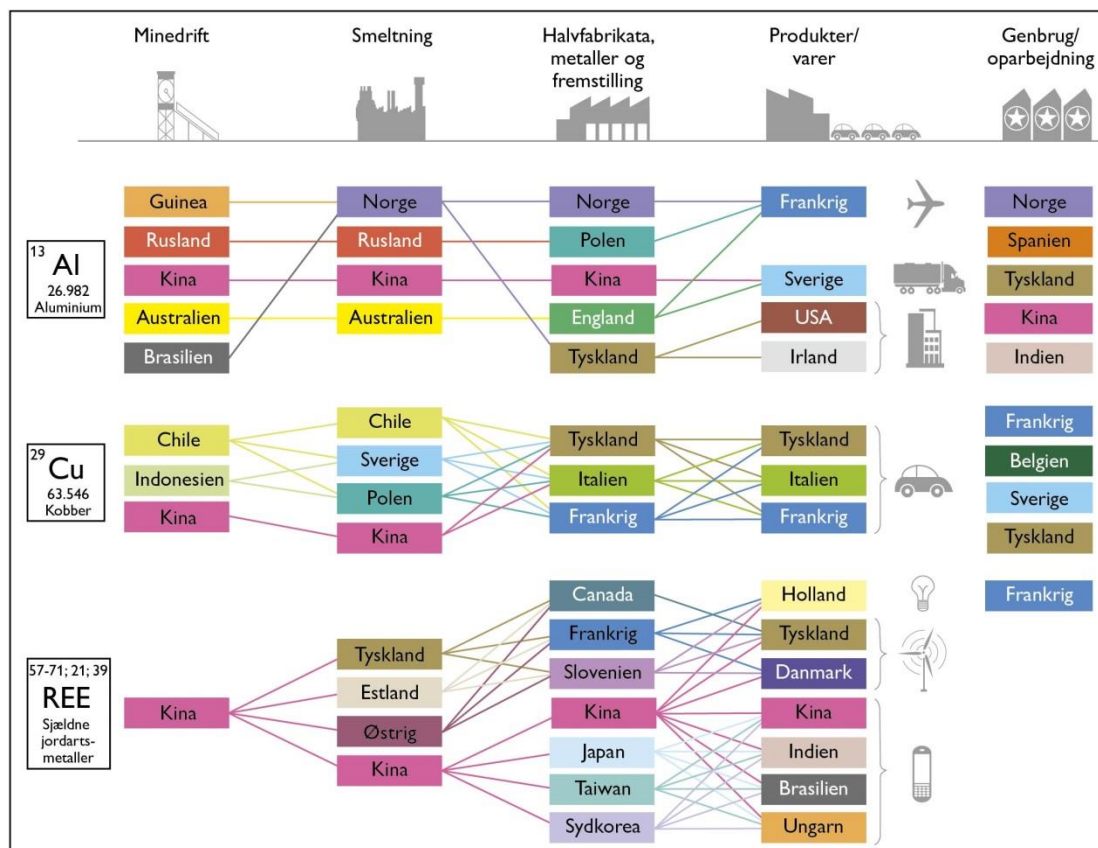 Minedrift
Smeltning
Halvfabrikata,
metaller og
fremstilling
Produkter/
varer
Genbrug/
oparbejdning
13
Al
26.982
Aluminium
Guinea
Rusland
Kina
Australien
Brasilien
Norge
Rusland
Kina
Australien
Norge
Polen
Kina
England
Tyskland
Frankrig
Sverige
USA
Irland
Norge
Spanien
Tyskland
Kina
Indien
29
Cu
63.546
Kobber
Chile
Indonesien
Kina
Chile
Sverige
Polen
Kina
Tyskland
Italien
Frankrig
Tyskland
Italien
Frankrig
Frankrig
Belgien
Sverige
Tyskland
57-71; 21; 39
REE
Sjældne
jordarts-
metaller
Kina
Tyskland
Estland
Østrig
Kina
Canada
Frankrig
Slovenien
Kina
Japan
Taiwan
Sydkorea
Holland
Tyskland
Danmark
Kina
Indien
Brasilien
Ungarn
Frankrig